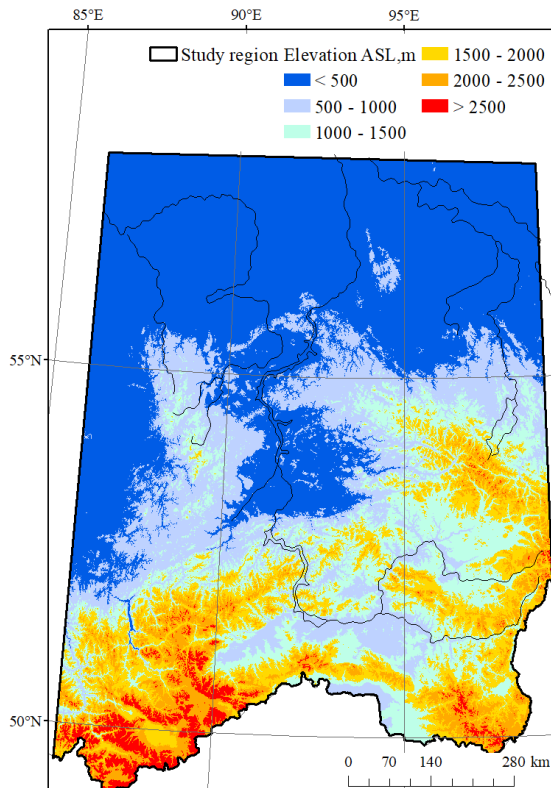 85°E 90°E 95°E
Study region Elevation ASL,m 1500 - 2000
< 500 2000 - 2500
500 - 1000 > 2500
1000 - 1500
55°N
50°N
0 70 140 280 km